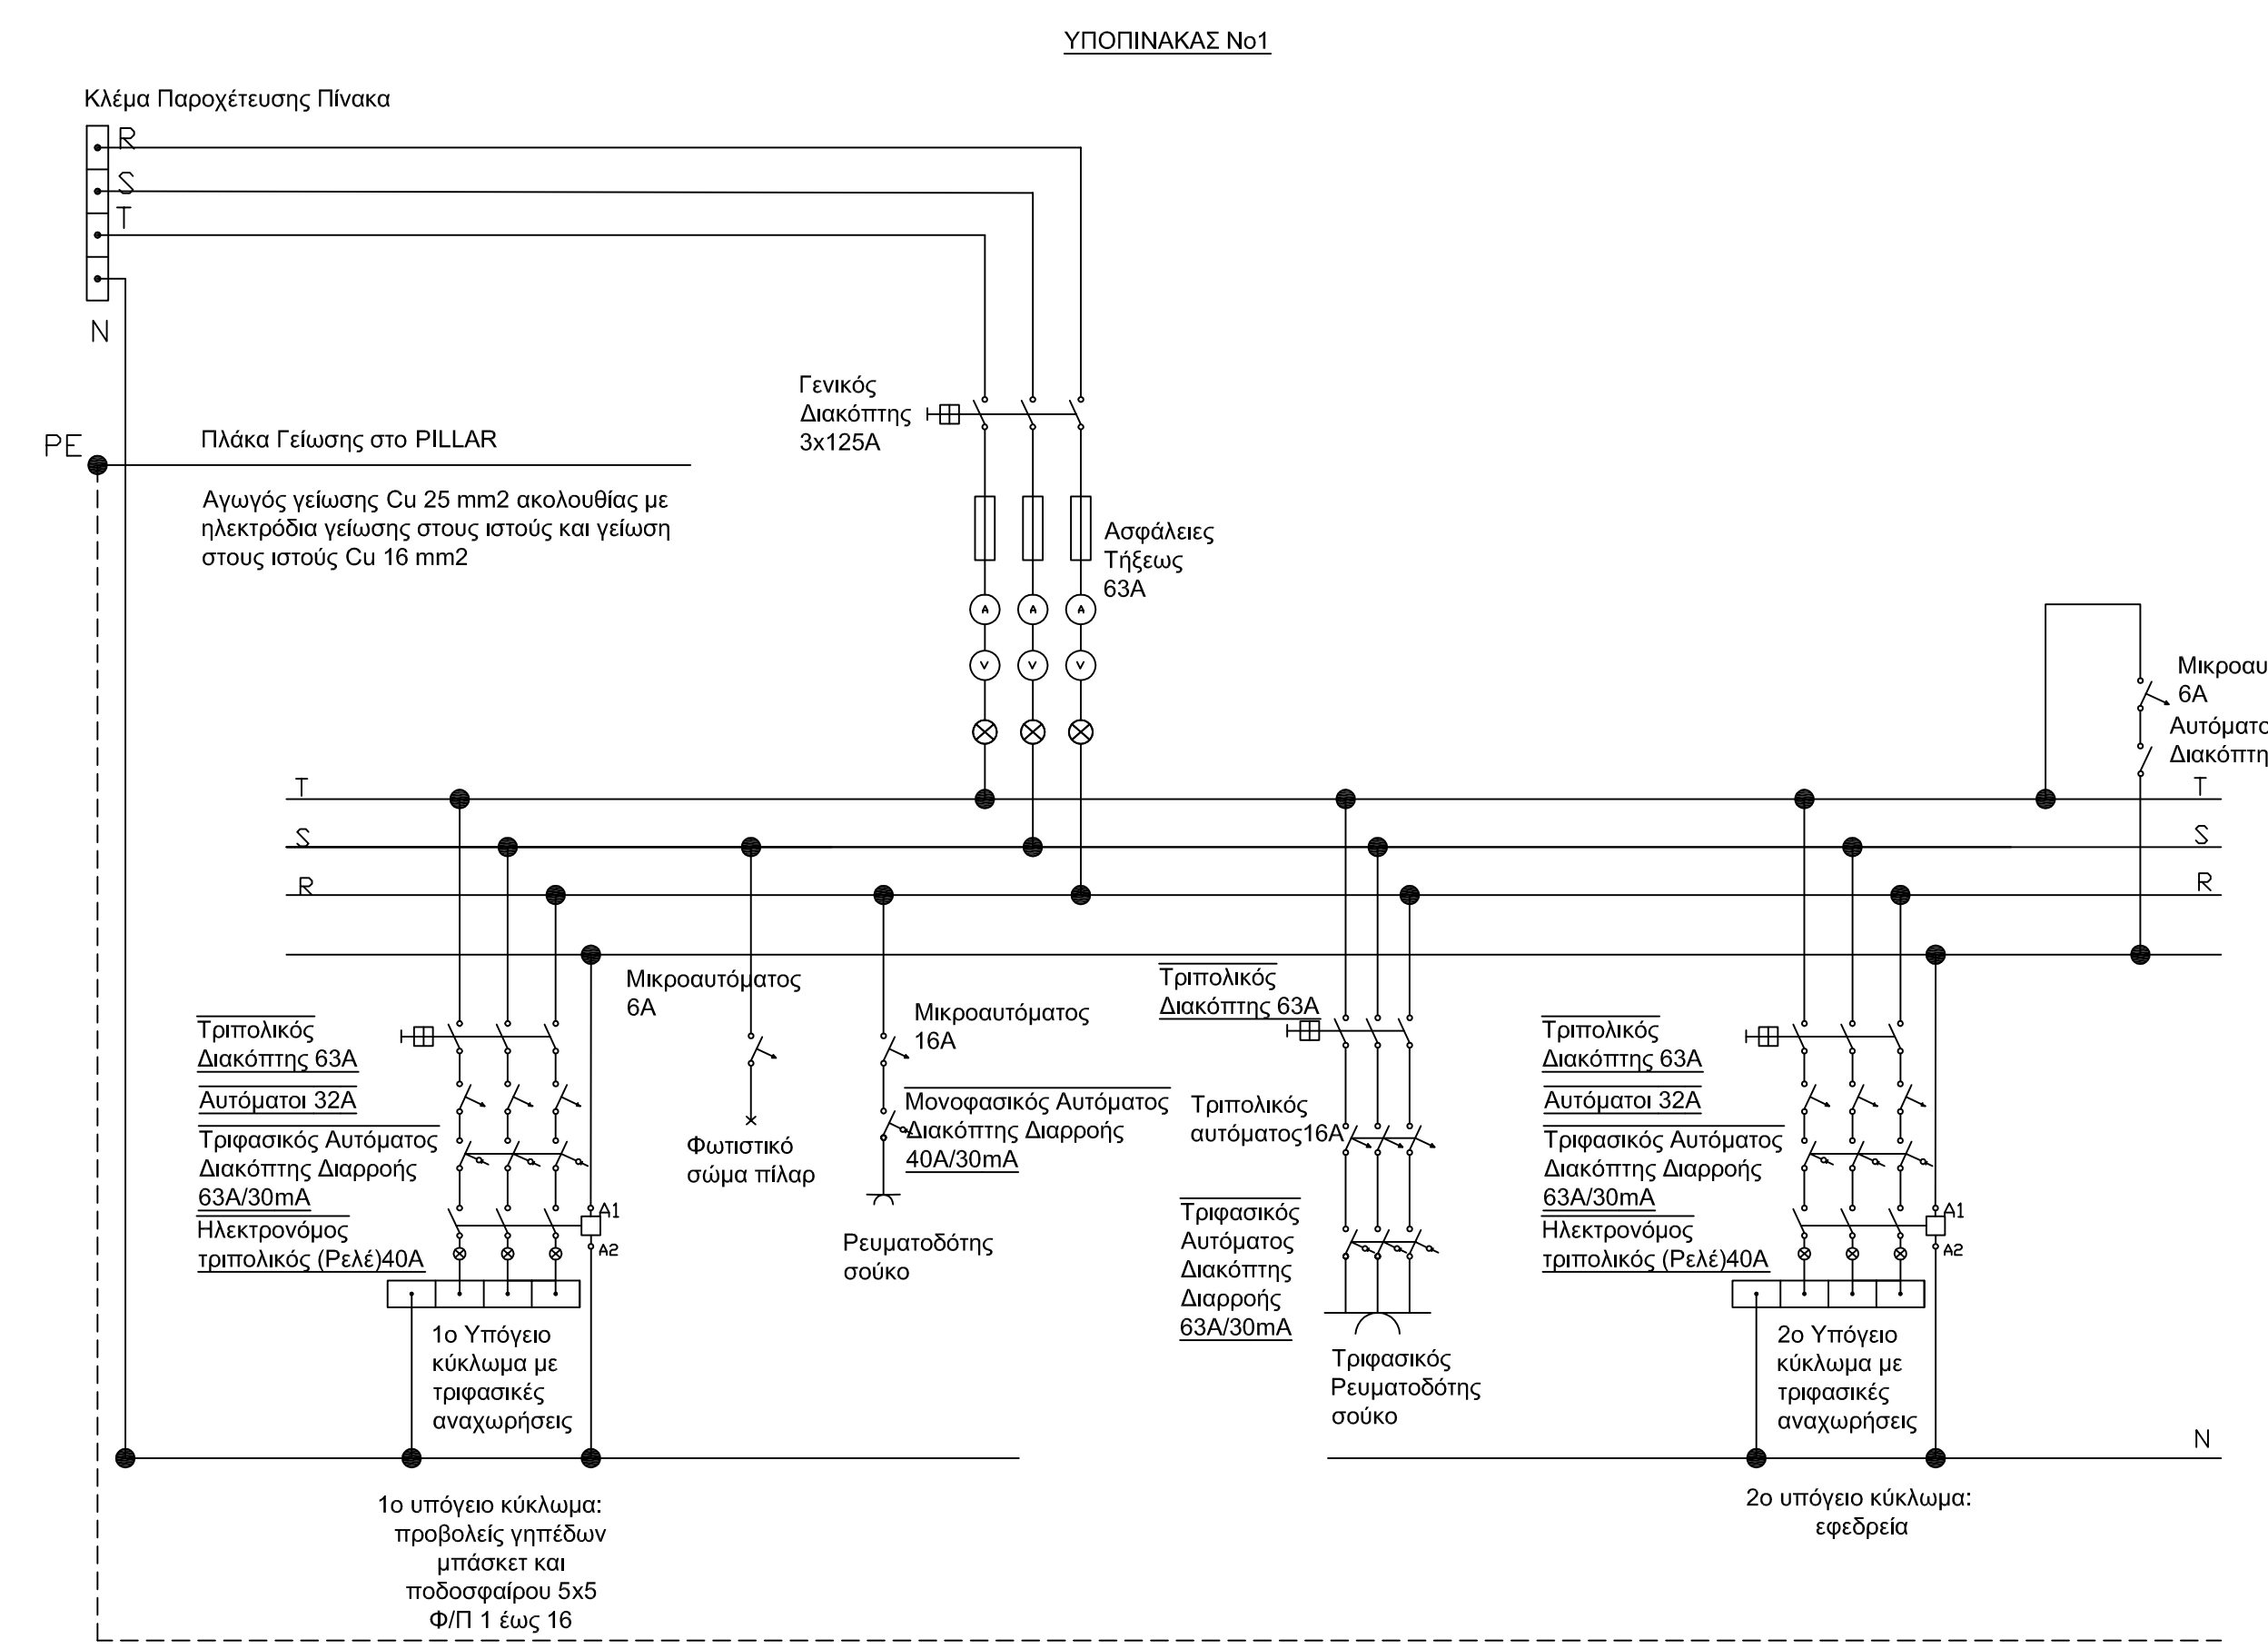 ΥΠΟΠΙΝΑΚΑΣ Νο1
Κλέμα Παροχέτευσης Πίνακα
R
S
T
N
Γενικός
Διακόπτης
3x125A
PE
Πλάκα Γείωσης στο PILLAR
Αγωγός γείωσης Cu 25 mm2 ακολουθίας με
ηλεκτρόδια γείωσης στους ιστούς και γείωση
στους ιστούς Cu 16 mm2
Ασφάλειες
Τήξεως
63A
A
A
A
V
V
V
Μικροαυ
6A
Αυτόματο
Διακόπτη
T
T
S
S
R
R
Μικροαυτόματος
6A
Μικροαυτόματος
16A
Τριπολικός
Διακόπτης 63A
Αυτόματοι 32A
Τριφασικός Αυτόματος
Διακόπτης Διαρροής
63A/30mA
Ηλεκτρονόμος
τριπολικός (Ρελέ)40A
A1
A2
Φωτιστικό
σώμα πίλαρ
Μονοφασικός Αυτόματος
Διακόπτης Διαρροής
40A/30mA
Ρευματοδότης
σούκο
Τριπολικός
Διακόπτης 63A
Τριπολικός
αυτόματος16A
Τριφασικός
Αυτόματος
Διακόπτης
Διαρροής
63A/30mA
Τριφασικός
Ρευματοδότης
σούκο
Τριπολικός
Διακόπτης 63A
Αυτόματοι 32A
Τριφασικός Αυτόματος
Διακόπτης Διαρροής
63A/30mA
Ηλεκτρονόμος
τριπολικός (Ρελέ)40A
A1
A2
1ο Υπόγειο
κύκλωμα με
τριφασικές
αναχωρήσεις
2ο Υπόγειο
κύκλωμα με
τριφασικές
αναχωρήσεις
N
1ο υπόγειο κύκλωμα:
προβολείς γηπέδων
μπάσκετ και
ποδοσφαίρου 5x5
Φ/Π 1 έως 16
2ο υπόγειο κύκλωμα:
εφεδρεία